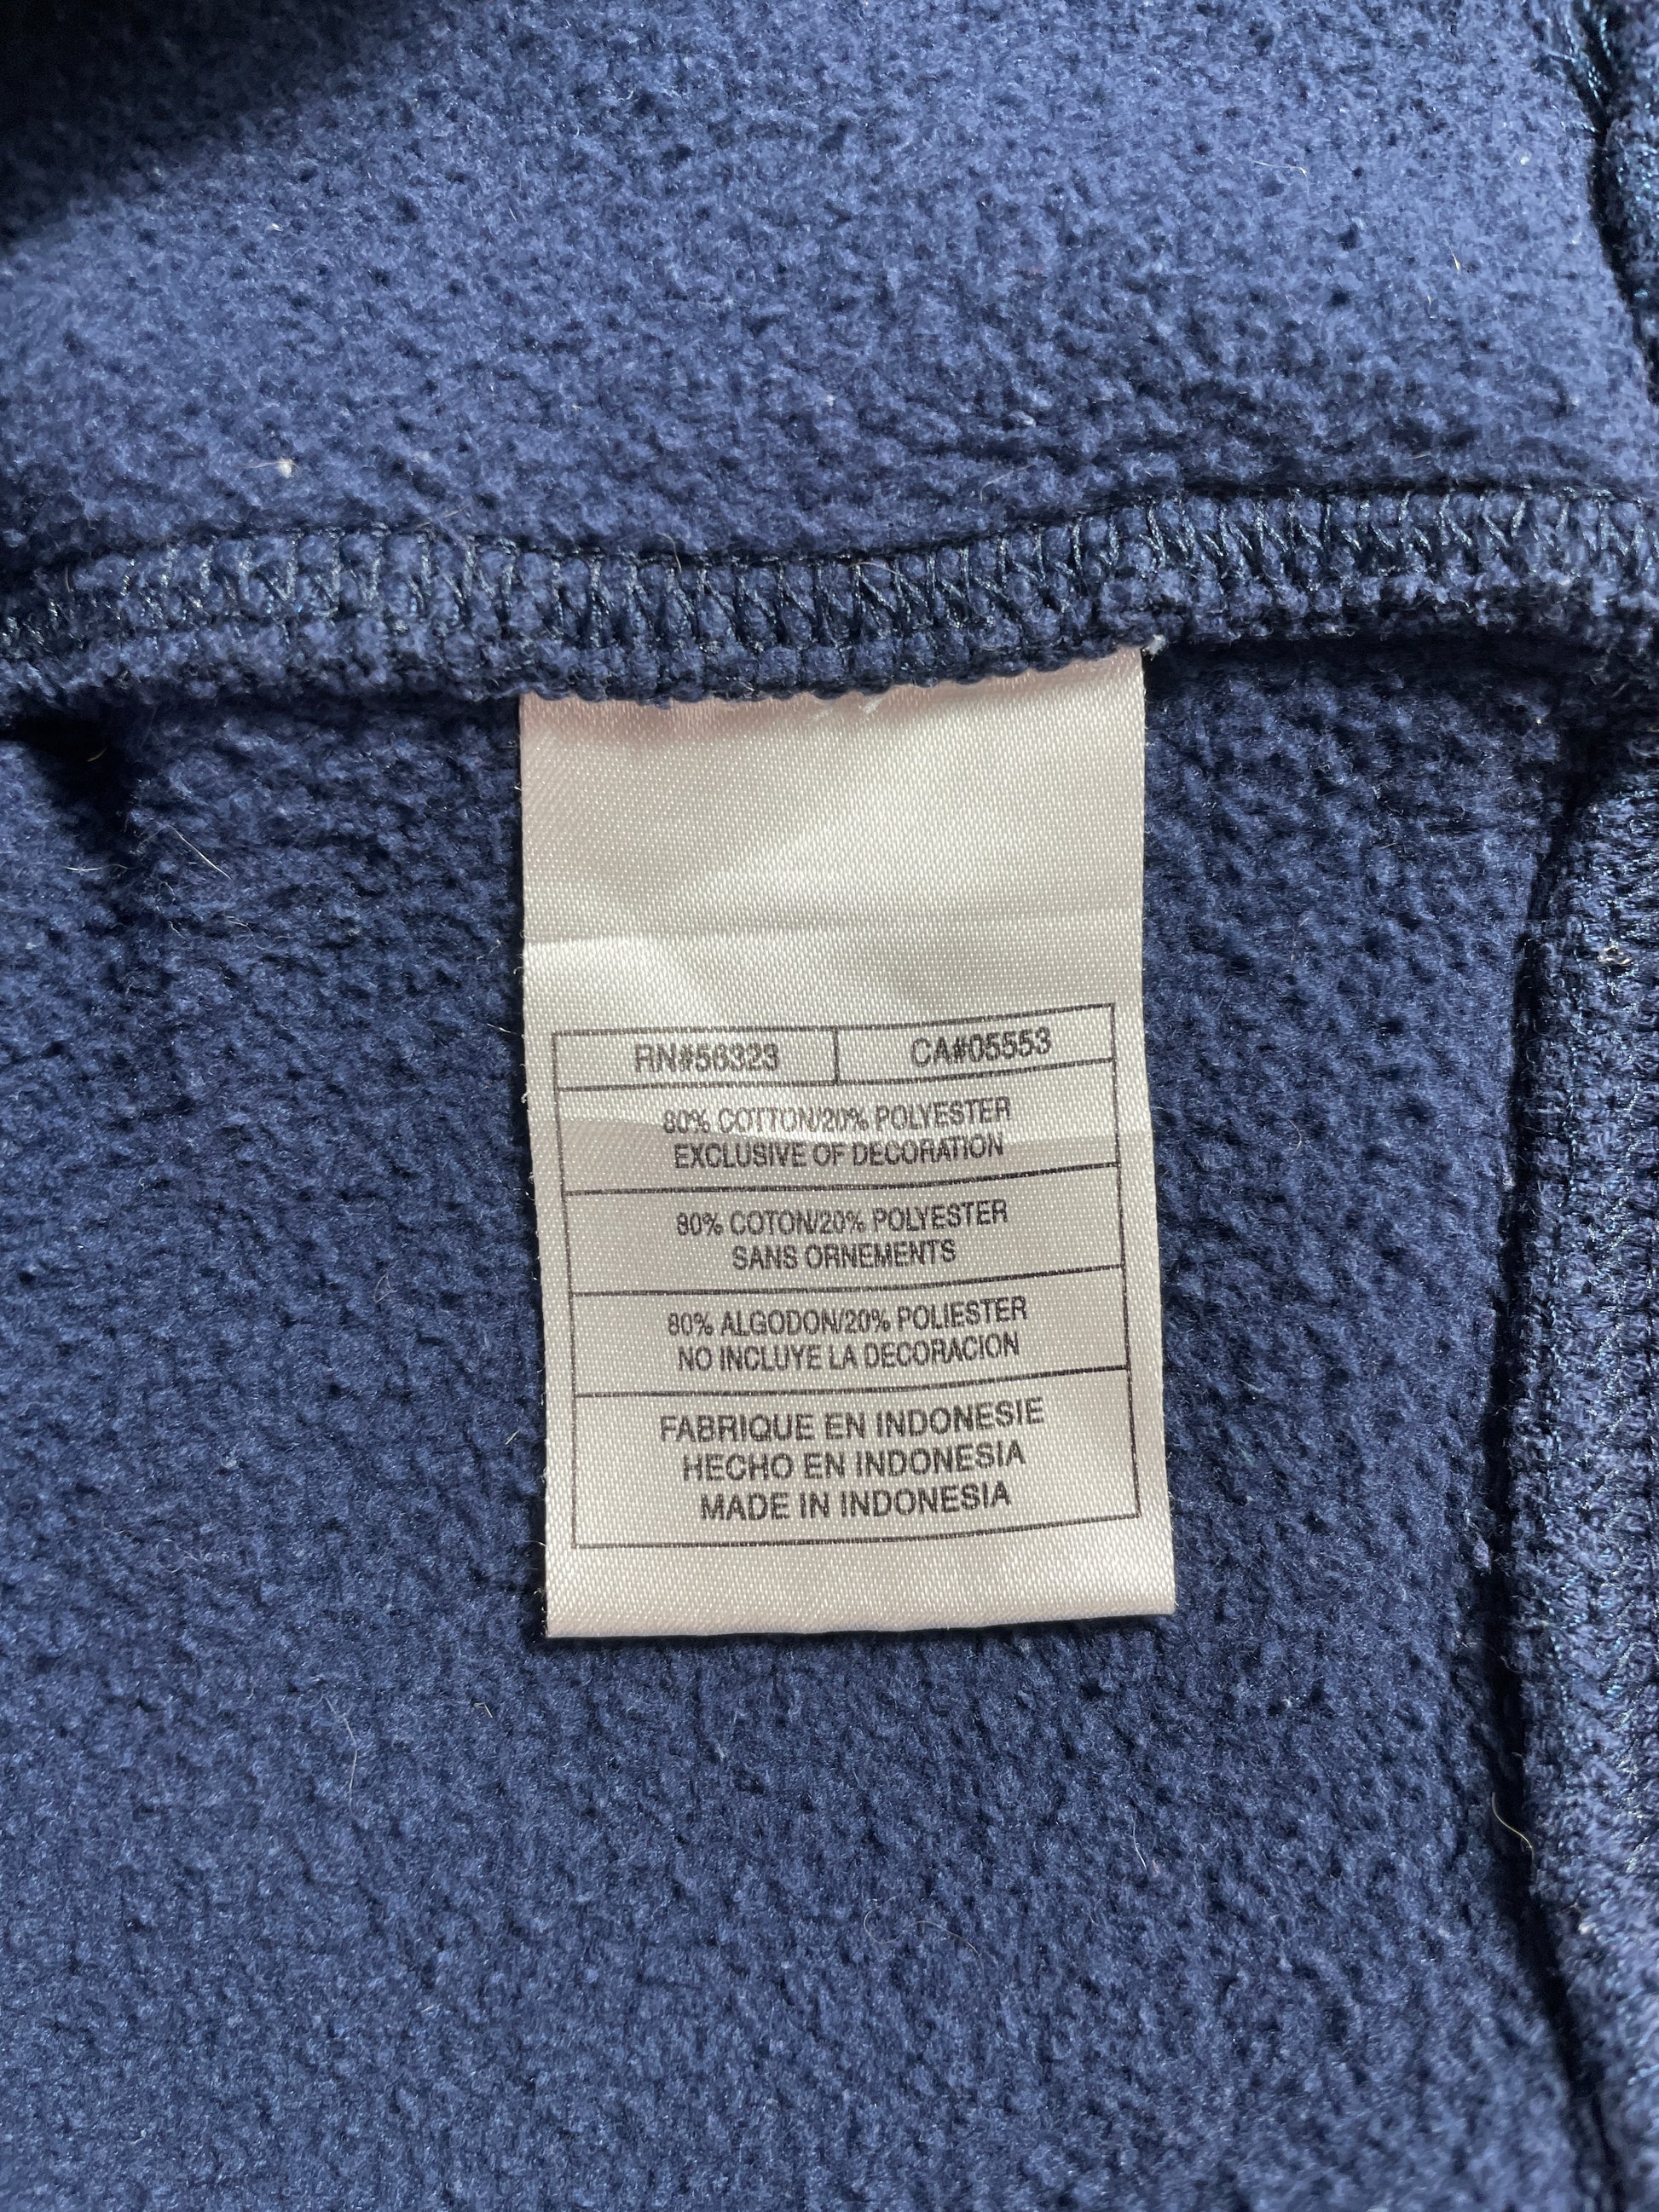 RN#56323 CA#05553
80% COTTON/20% POLYESTER
EXCLUSIVE OF DECORATION
80% COTON/20% POLYESTER
SANS ORNEMENTS
80% ALGODON/20% POLIESTER
NO INCLUYE LA DECORACION
FABRIQUE EN INDONESIE
HECHO EN INDONESIA
MADE IN INDONESIA